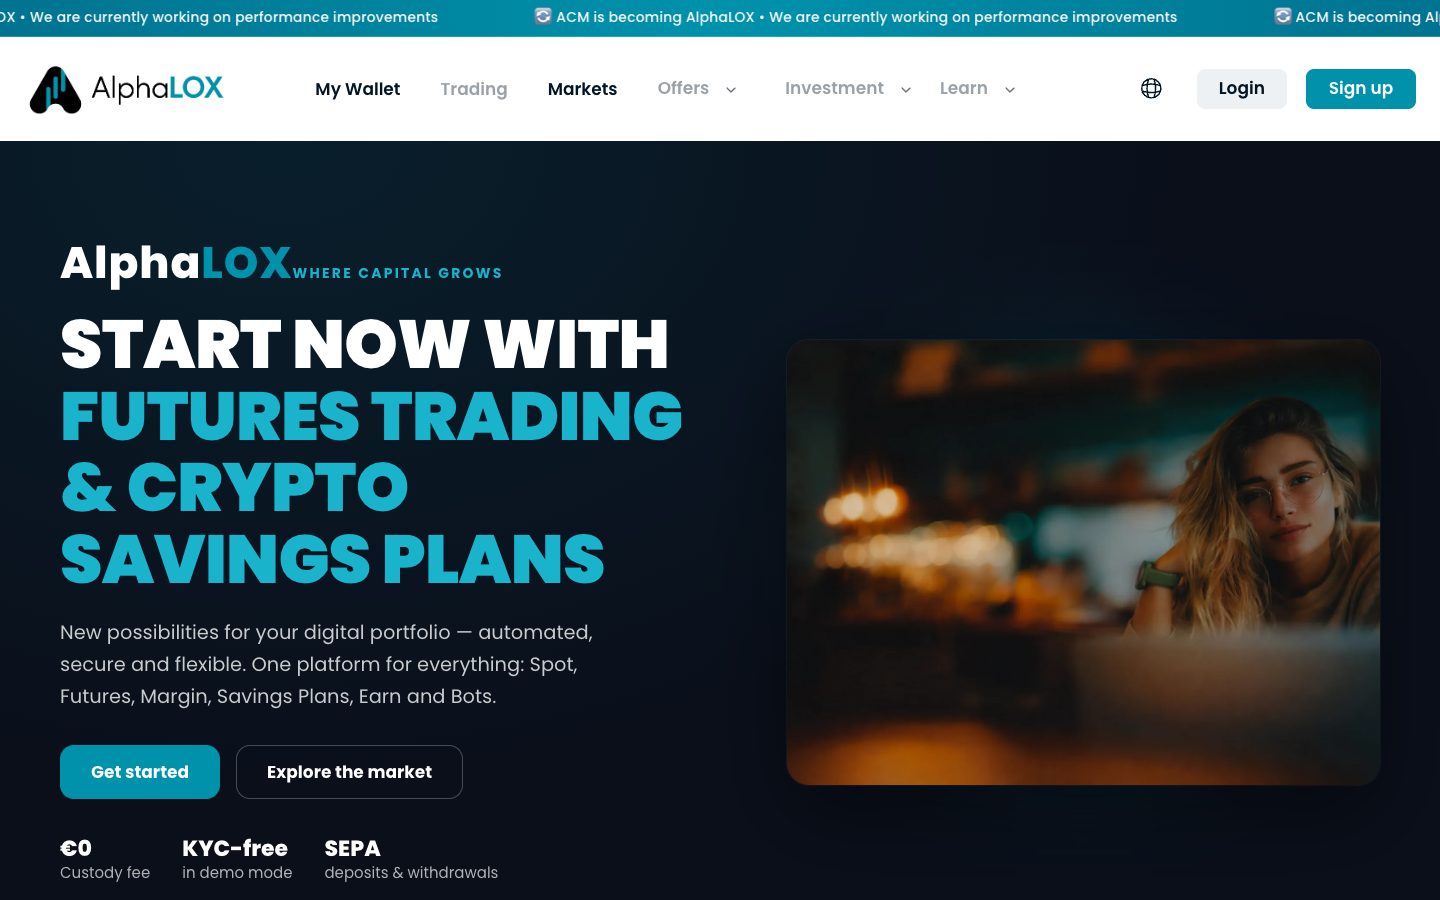 OX • We are currently working on performance improvements ACM is becoming AlphaLOX • We are currently working on performance improvements ACM is becoming Al
AlphaLOX My Wallet Trading Markets Offers Investment Learn Login Sign up
AlphaLOX WHERE CAPITAL GROWS
START NOW WITH
FUTURES TRADING
& CRYPTO
SAVINGS PLANS
New possibilities for your digital portfolio — automated,
secure and flexible. One platform for everything: Spot,
Futures, Margin, Savings Plans, Earn and Bots.
Get started Explore the market
€0 KYC-free SEPA
Custody fee in demo mode deposits & withdrawals